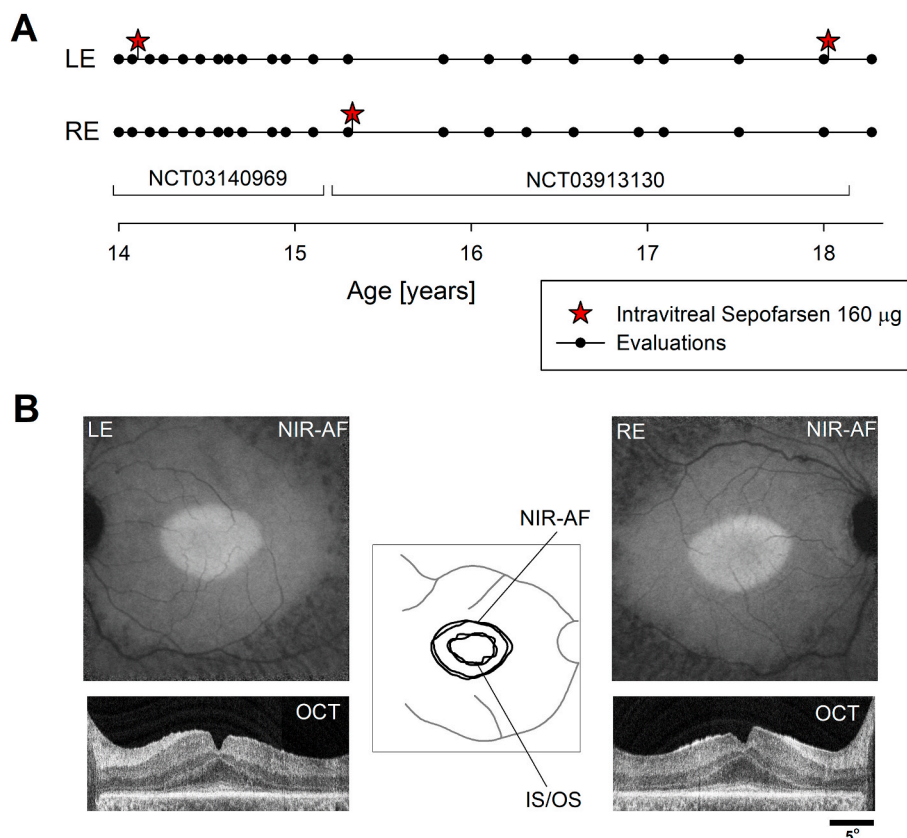 A
LE
RE
NCT03140969
NCT03913130
14
15
16
17
18
Age [years]
Intravitreal Sepofarsen 160 μg
Evaluations
B
LE
NIR-AF
RE
NIR-AF
NIR-AF
OCT
OCT
IS/OS
5°